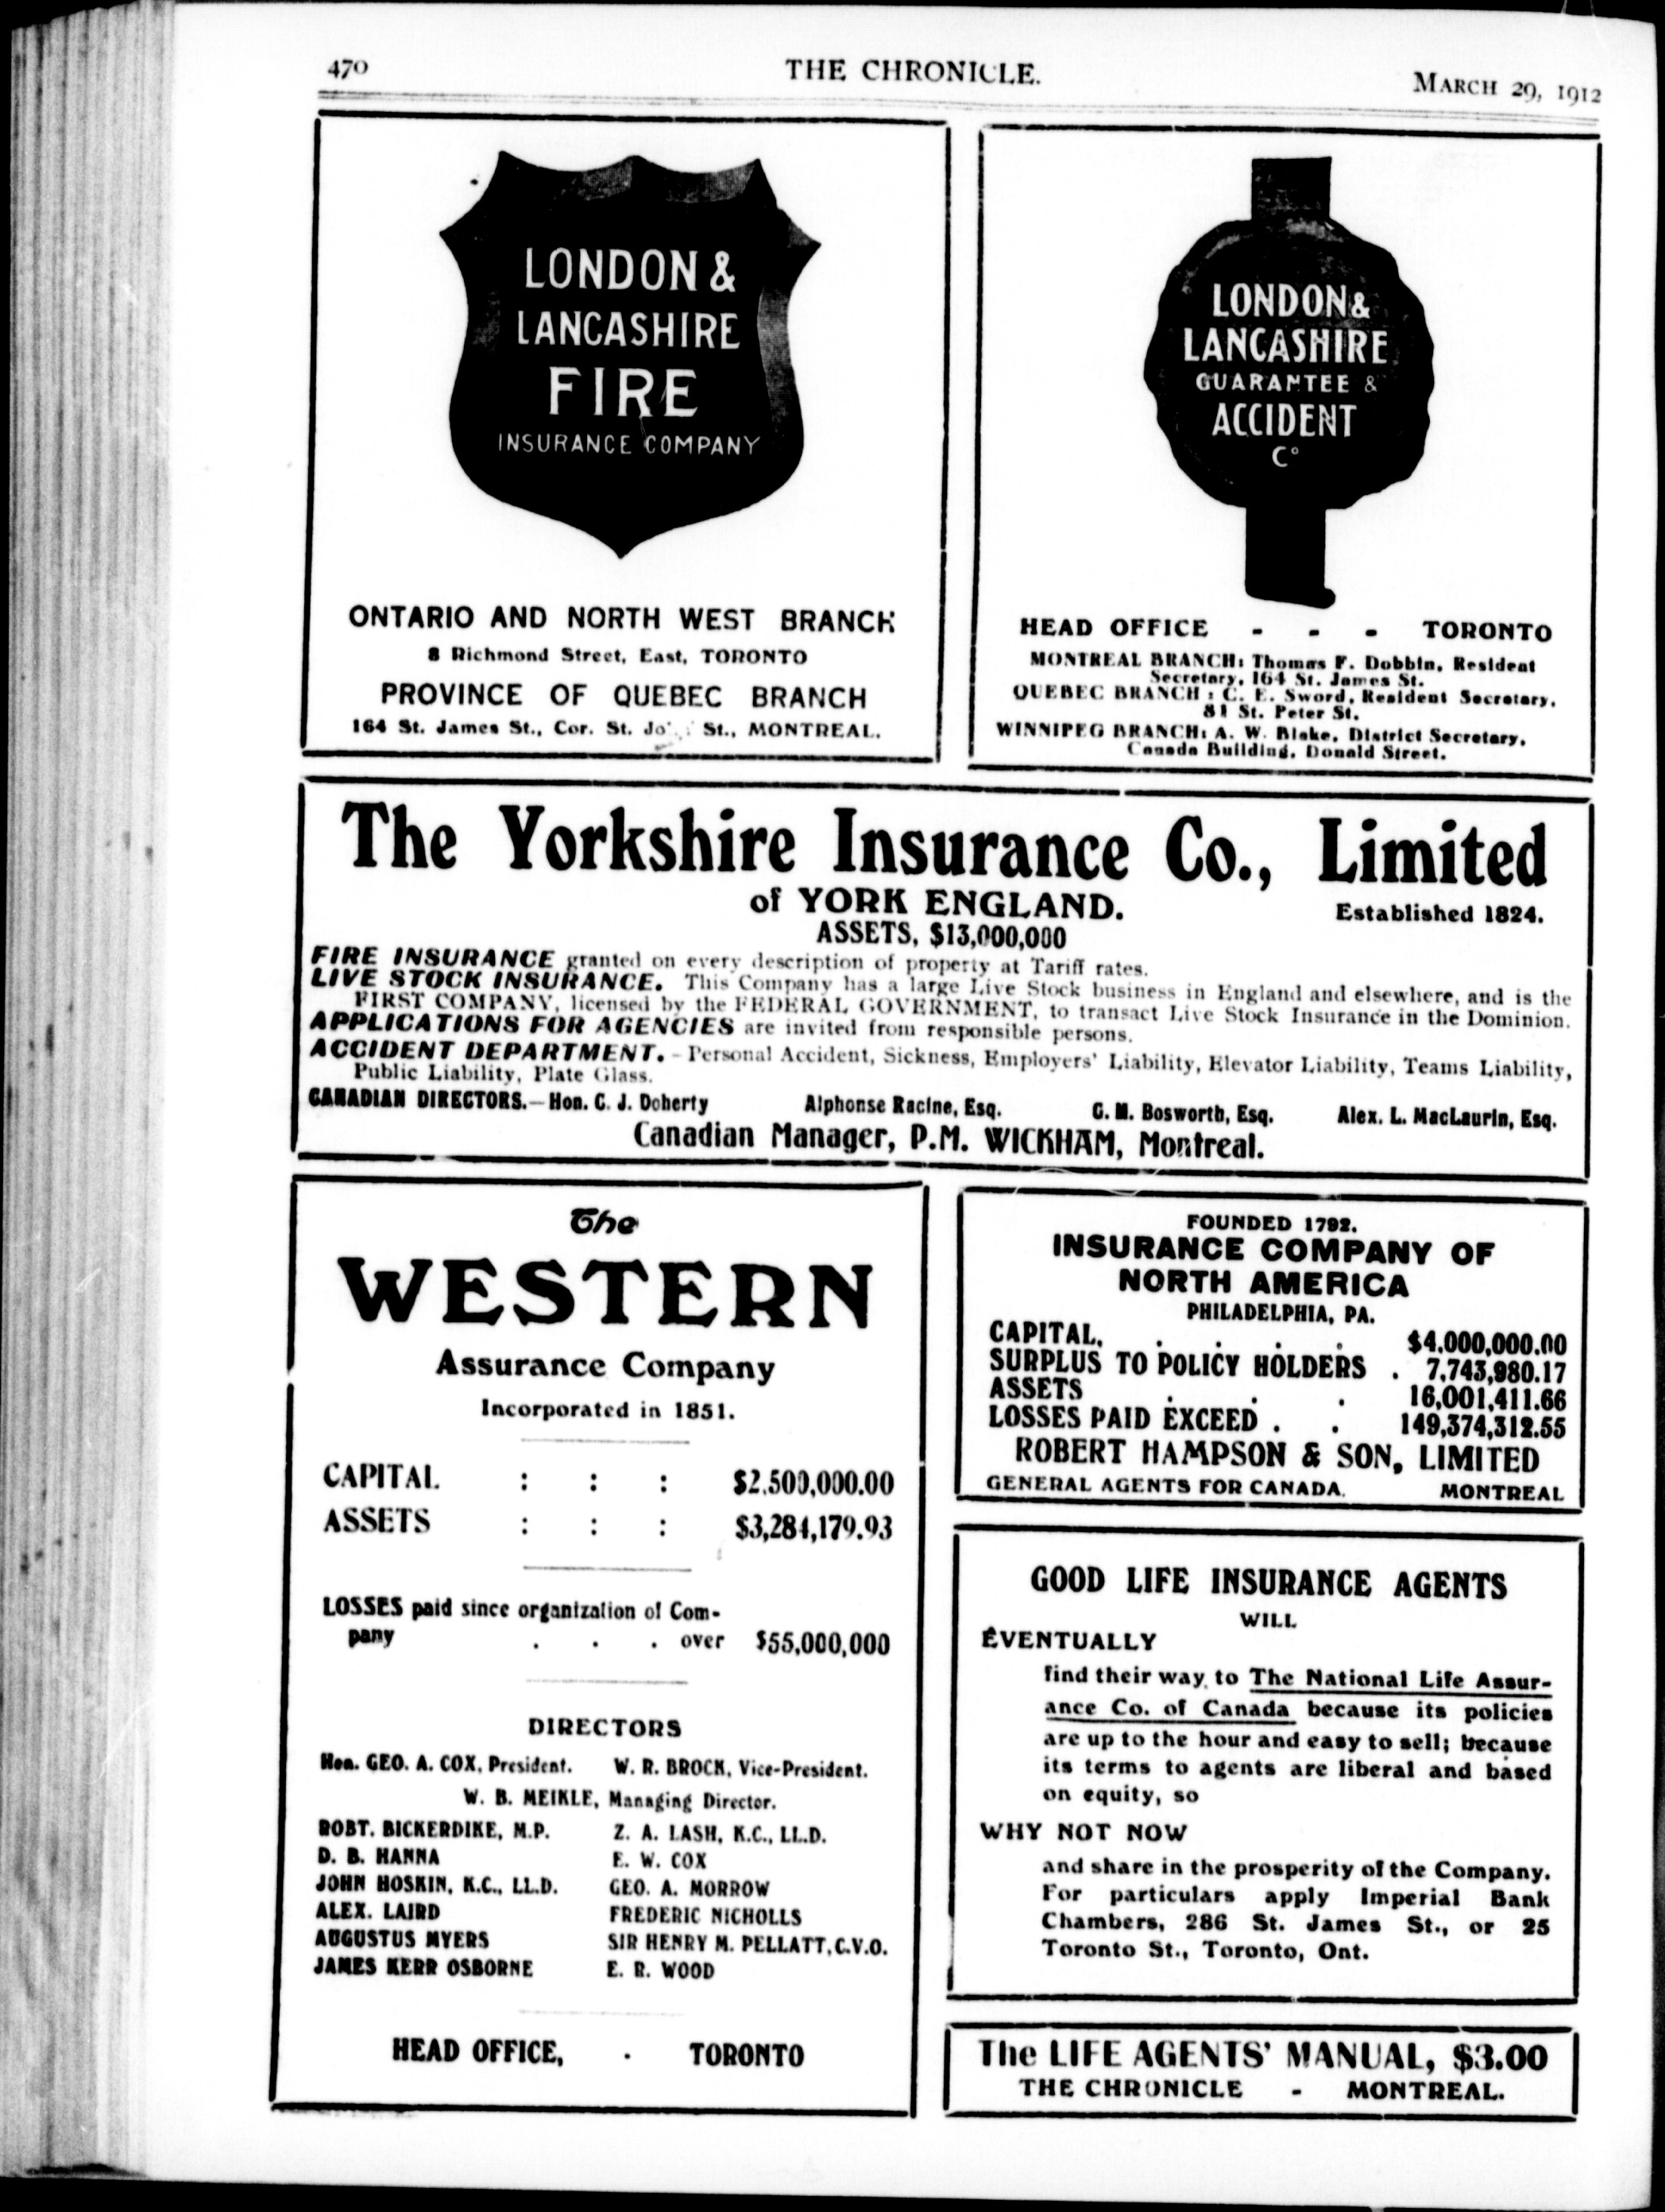 470
THE CHRONICLE.
MARCH 29, 1912
LONDON &
LANCASHIRE
FIRE
INSURANCE COMPANY
ONTARIO AND NORTH WEST BRANCH
8 Richmond Street, East, TORONTO
PROVINCE OF QUEBEC BRANCH
164 St. James St., Cor. St. St., MONTREAL.
LONDON &
LANCASHIRE
GUARANTEE &
ACCIDENT
Co
HEAD OFFICE - - - TORONTO
MONTREAL BRANCH: Thomas F. Dobbin, Resident
Secretary, 164 St. James St.
QUEBEC BRANCH : C. E. Sword, Resident Secretary,
81 St. Peter St.
WINNIPEG BRANCH: A. W. Blake, District Secretary,
Canada Building, Donald Street.
The Yorkshire Insurance Co., Limited
of YORK ENGLAND.
Established 1824.
ASSETS, $13,000,000
FIRE INSURANCE granted on every description of property at Tariff rates.
LIVE STOCK INSURANCE. This Company has a large Live Stock business in England and elsewhere, and is the
FIRST COMPANY, licensed by the FEDERAL GOVERNMENT, to transact Live Stock Insurance in the Dominion.
APPLICATIONS FOR AGENCIES are invited from responsible persons.
ACCIDENT DEPARTMENT. - Personal Accident, Sickness, Employers' Liability, Elevator Liability, Teams Liability,
Public Liability, Plate Glass.
CANADIAN DIRECTORS.—Hon. C. J. Doherty Alphonse Racine, Esq. G. M. Bosworth, Esq. Alex. L. MacLaurin, Esq.
Canadian Manager, P.M. WICKHAM, Montreal.
The
WESTERN
Assurance Company
Incorporated in 1851.
CAPITAL : : : $2,500,000.00
ASSETS : : : $3,284,179.93
LOSSES paid since organization of Com-
pany . . . over $55,000,000
DIRECTORS
Hon. GEO. A. COX, President. W. R. BROCK, Vice-President.
W. B. MEIKLE, Managing Director.
ROBT. BICKERDIKE, M.P. Z. A. LASH, K.C., LL.D.
D. B. HANNA E. W. COX
JOHN HOSKIN, K.C., LL.D. GEO. A. MORROW
ALEX. LAIRD FREDERIC NICHOLLS
AUGUSTUS MYERS SIR HENRY M. PELLATT, C.V.O.
JAMES KERR OSBORNE E. R. WOOD
HEAD OFFICE, - TORONTO
FOUNDED 1792.
INSURANCE COMPANY OF
NORTH AMERICA
PHILADELPHIA, PA.
CAPITAL, . . . . $4,000,000.00
SURPLUS TO POLICY HOLDERS . 7,743,980.17
ASSETS . . . 16,001,411.66
LOSSES PAID EXCEED . . 149,374,312.55
ROBERT HAMPSON & SON, LIMITED
GENERAL AGENTS FOR CANADA. MONTREAL
GOOD LIFE INSURANCE AGENTS
WILL
EVENTUALLY
find their way to The National Life Assur-
ance Co. of Canada because its policies
are up to the hour and easy to sell; because
its terms to agents are liberal and based
on equity, so
WHY NOT NOW
and share in the prosperity of the Company.
For particulars apply Imperial Bank
Chambers, 286 St. James St., or 25
Toronto St., Toronto, Ont.
The LIFE AGENTS' MANUAL, $3.00
THE CHRONICLE - MONTREAL.